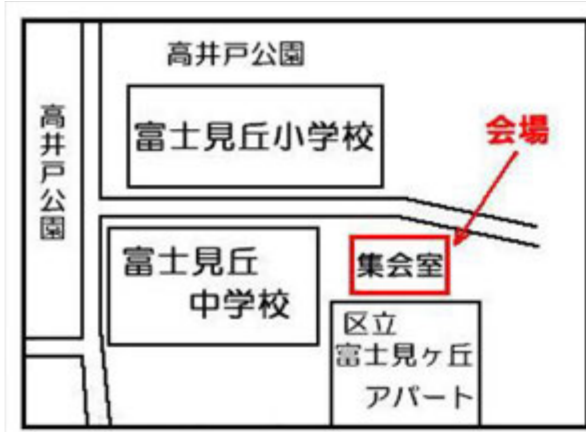 高井戸公園
高井戸公園
富士見丘小学校
会場
富士見丘
中学校
集会室
区立
富士見ヶ丘
アパート